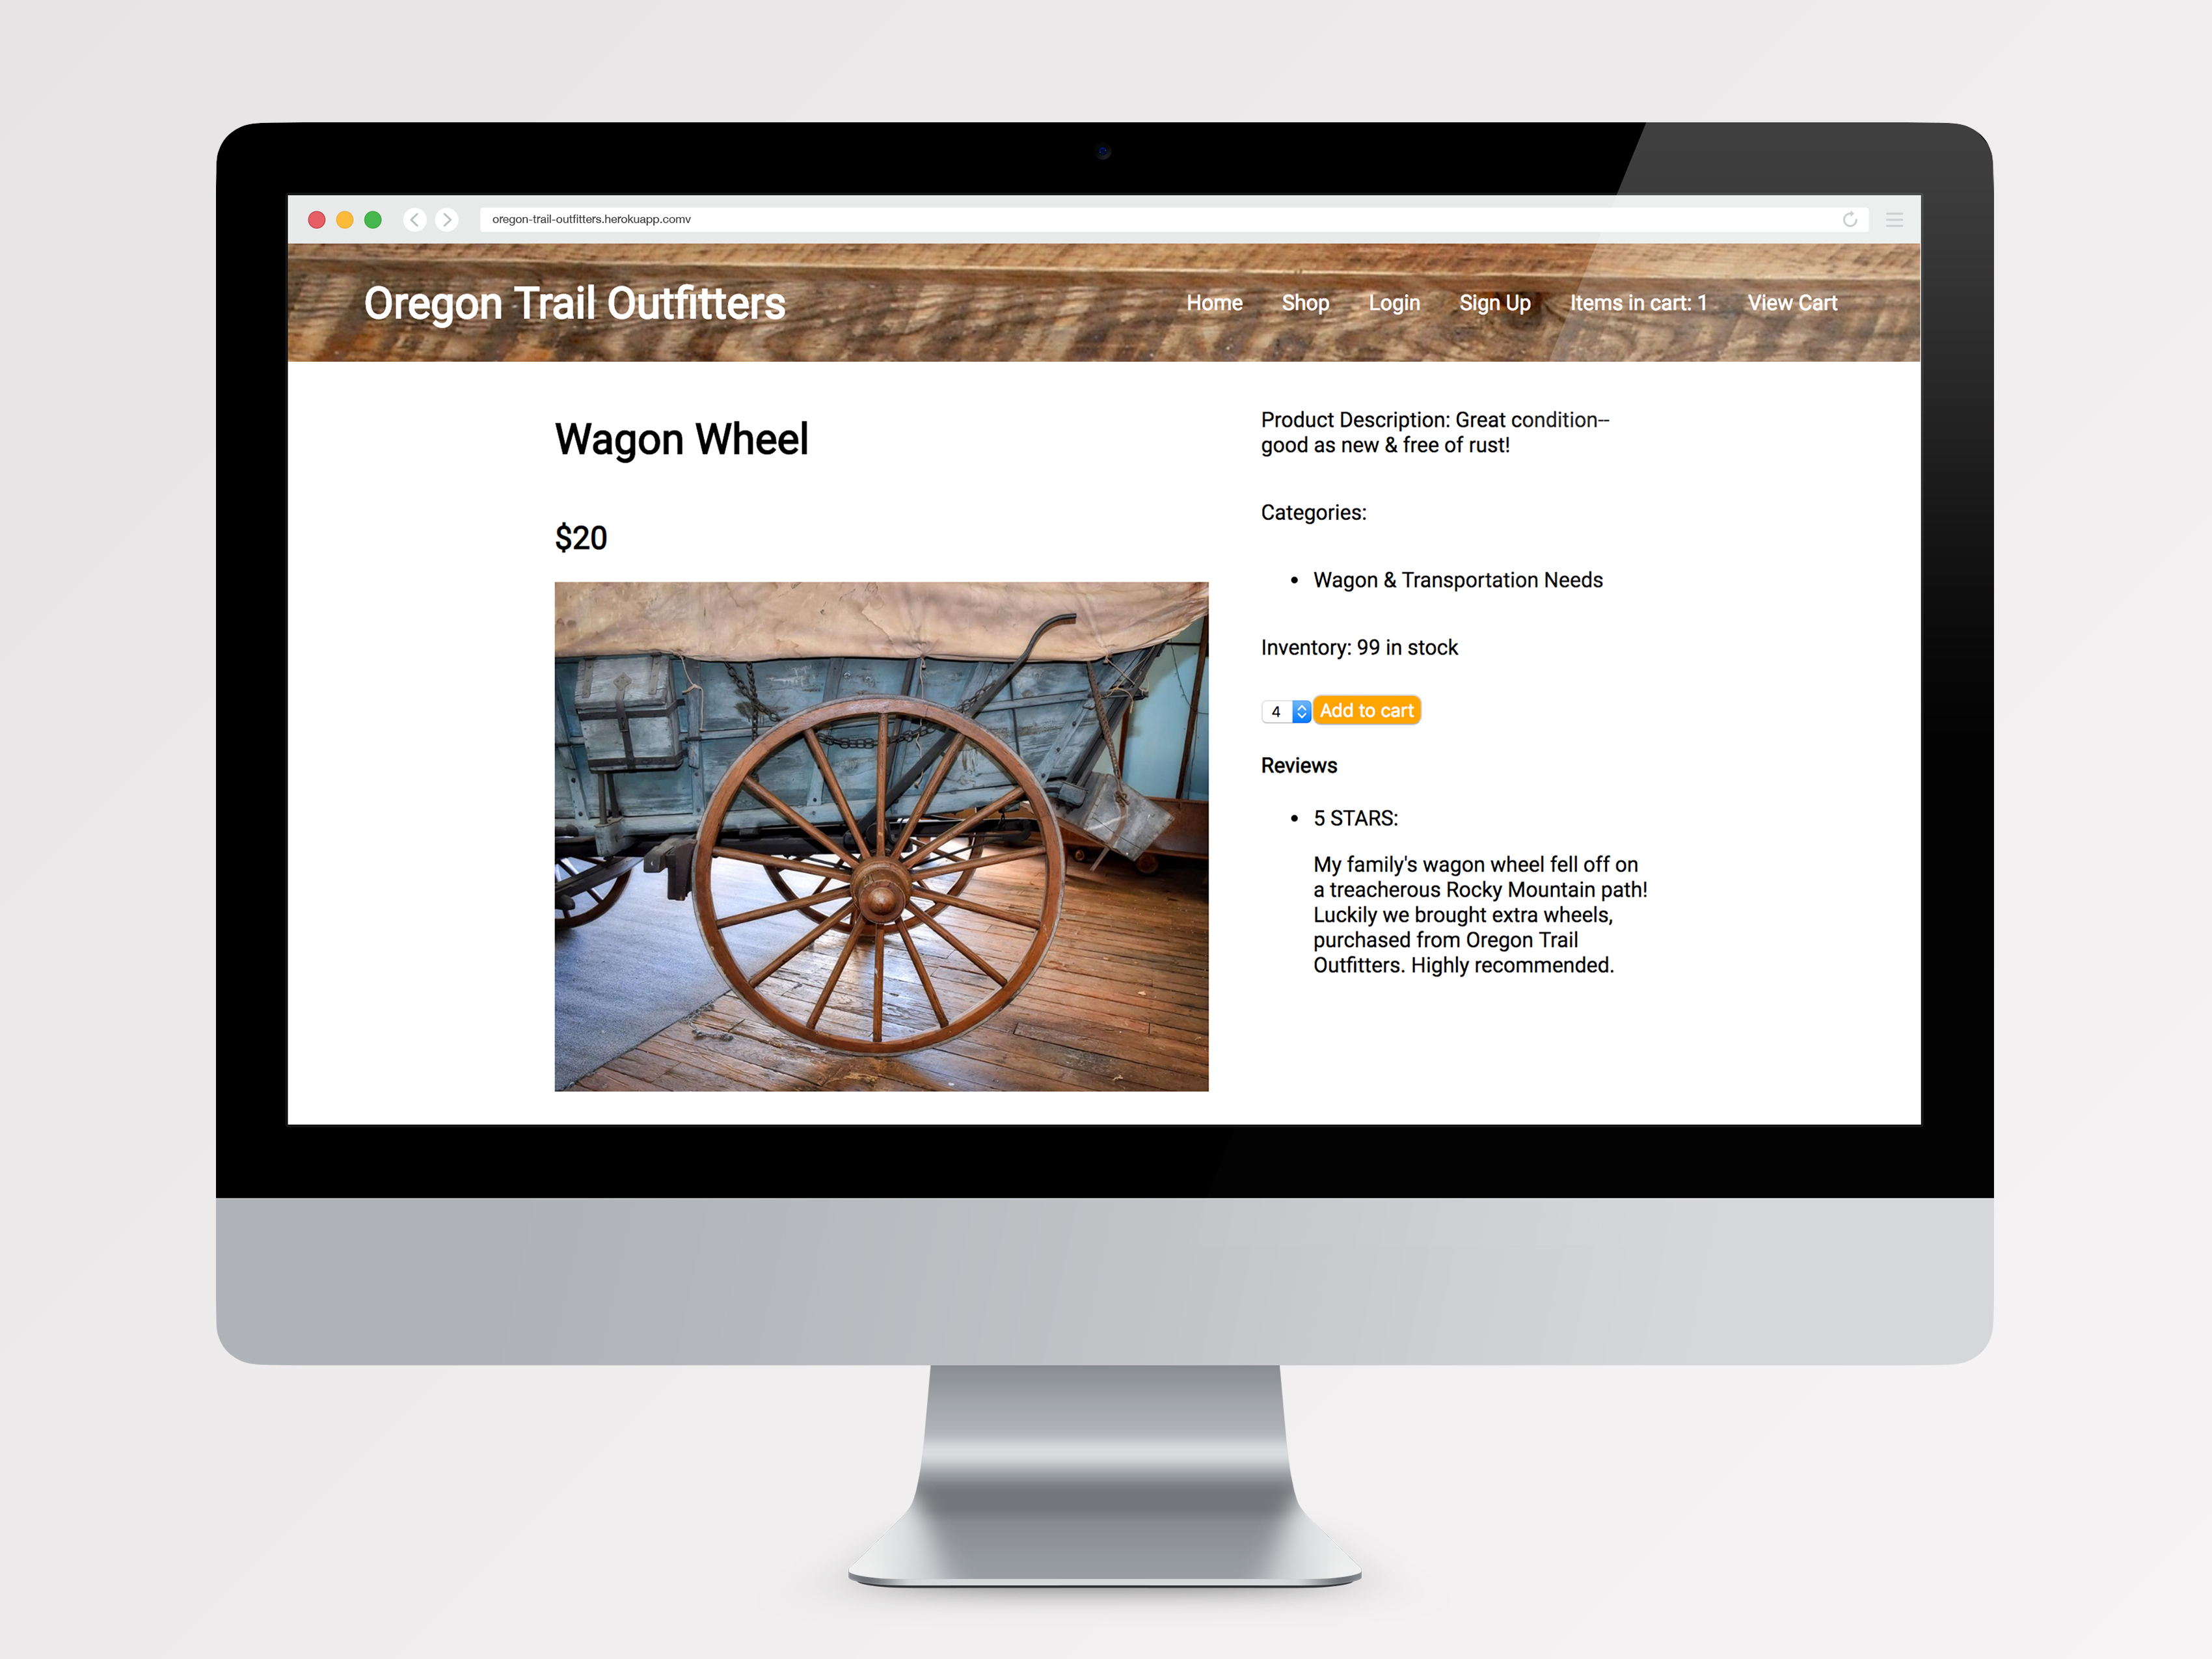 oregon-trail-outfitters.herokuapp.comv
Oregon Trail Outfitters
Home Shop Login Sign Up Items in cart: 1 View Cart
Wagon Wheel
$20
Product Description: Great condition--
good as new & free of rust!
Categories:
• Wagon & Transportation Needs
Inventory: 99 in stock
4 Add to cart
Reviews
• 5 STARS:
My family's wagon wheel fell off on
a treacherous Rocky Mountain path!
Luckily we brought extra wheels,
purchased from Oregon Trail
Outfitters. Highly recommended.